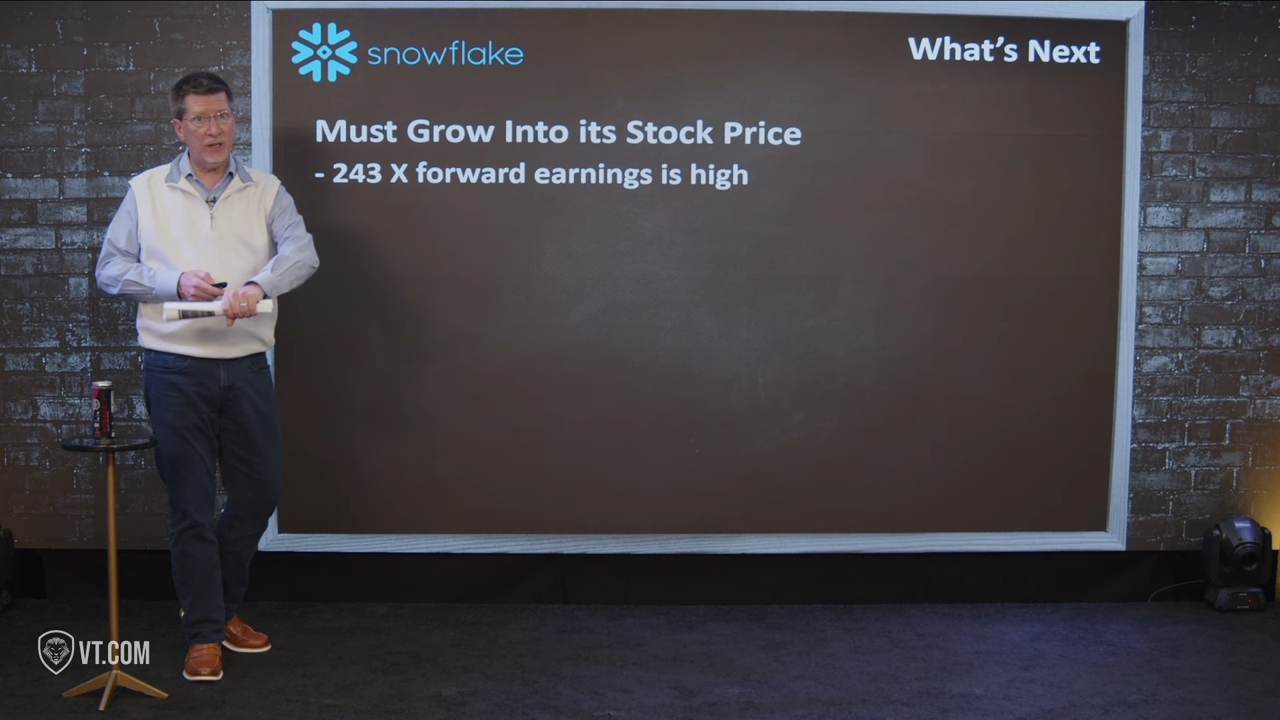 snowflake
What's Next
Must Grow Into its Stock Price
- 243 X forward earnings is high
VT.COM